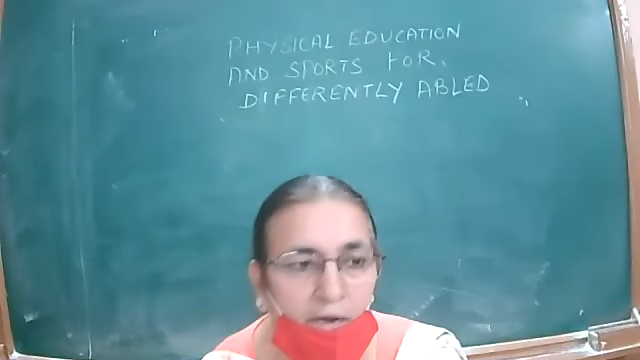 PHYSICAL EDUCATION
AND SPORTS FOR,
DIFFERENTLY ABLED